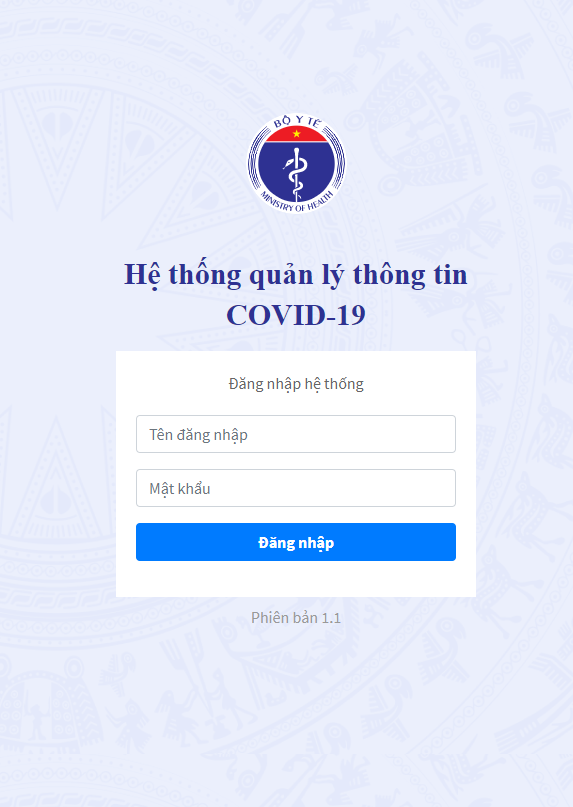 BỘ Y TẾ
MINISTRY OF HEALTH
Hệ thống quản lý thông tin
COVID-19
Đăng nhập hệ thống
Tên đăng nhập
Mật khẩu
Đăng nhập
Phiên bản 1.1